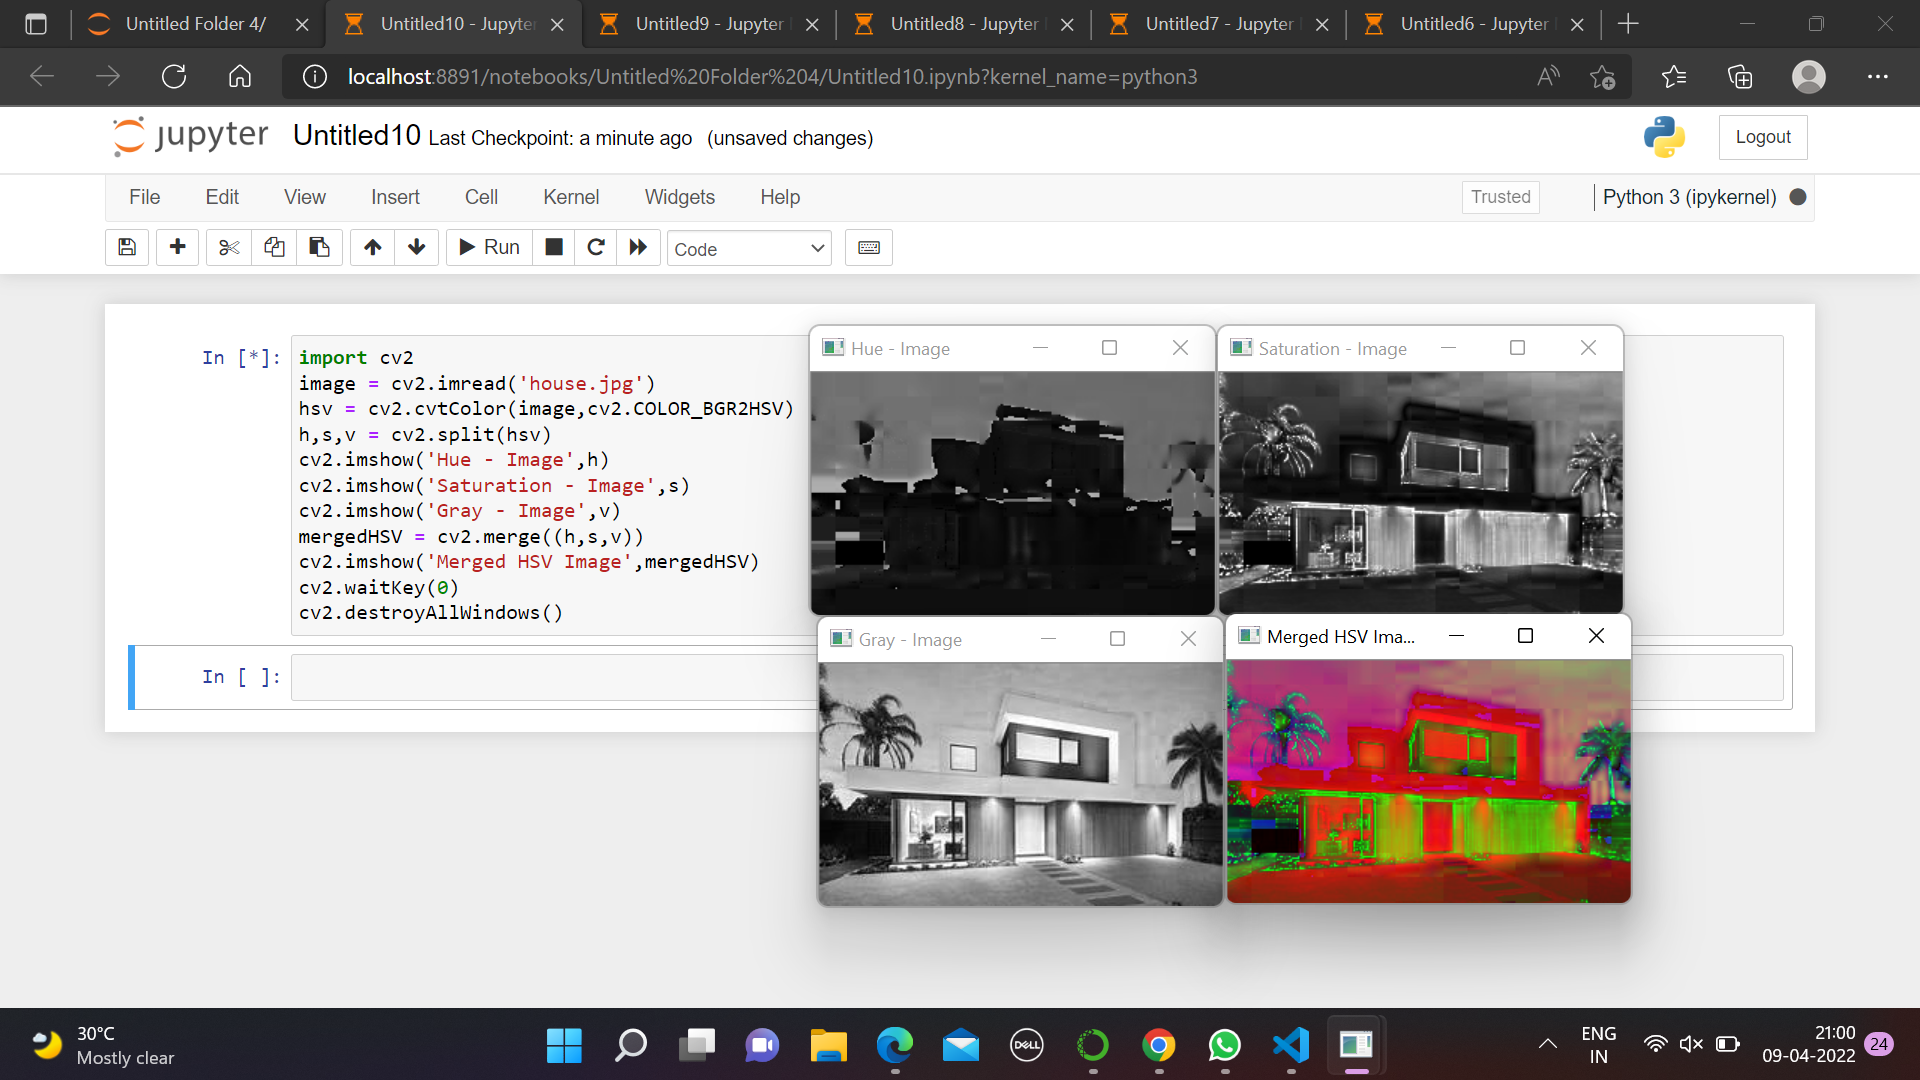 Untitled Folder 4/
Untitled10 - Jupyte
Untitled9 - Jupyter
Untitled8 - Jupyter
Untitled7 - Jupyter
Untitled6 - Jupyter
localhost:8891/notebooks/Untitled%20Folder%204/Untitled10.ipynb?kernel_name=python3
jupyter Untitled10 Last Checkpoint: a minute ago (unsaved changes)
Logout
File Edit View Insert Cell Kernel Widgets Help
Trusted
Python 3 (ipykernel)
Run
Code
In [*]:
import cv2
image = cv2.imread('house.jpg')
hsv = cv2.cvtColor(image,cv2.COLOR_BGR2HSV)
h,s,v = cv2.split(hsv)
cv2.imshow('Hue - Image',h)
cv2.imshow('Saturation - Image',s)
cv2.imshow('Gray - Image',v)
mergedHSV = cv2.merge((h,s,v))
cv2.imshow('Merged HSV Image',mergedHSV)
cv2.waitKey(0)
cv2.destroyAllWindows()
In [ ]:
Hue - Image
Saturation - Image
Gray - Image
Merged HSV Ima...
30°C
Mostly clear
DELL
ENG
IN
21:00
09-04-2022
24